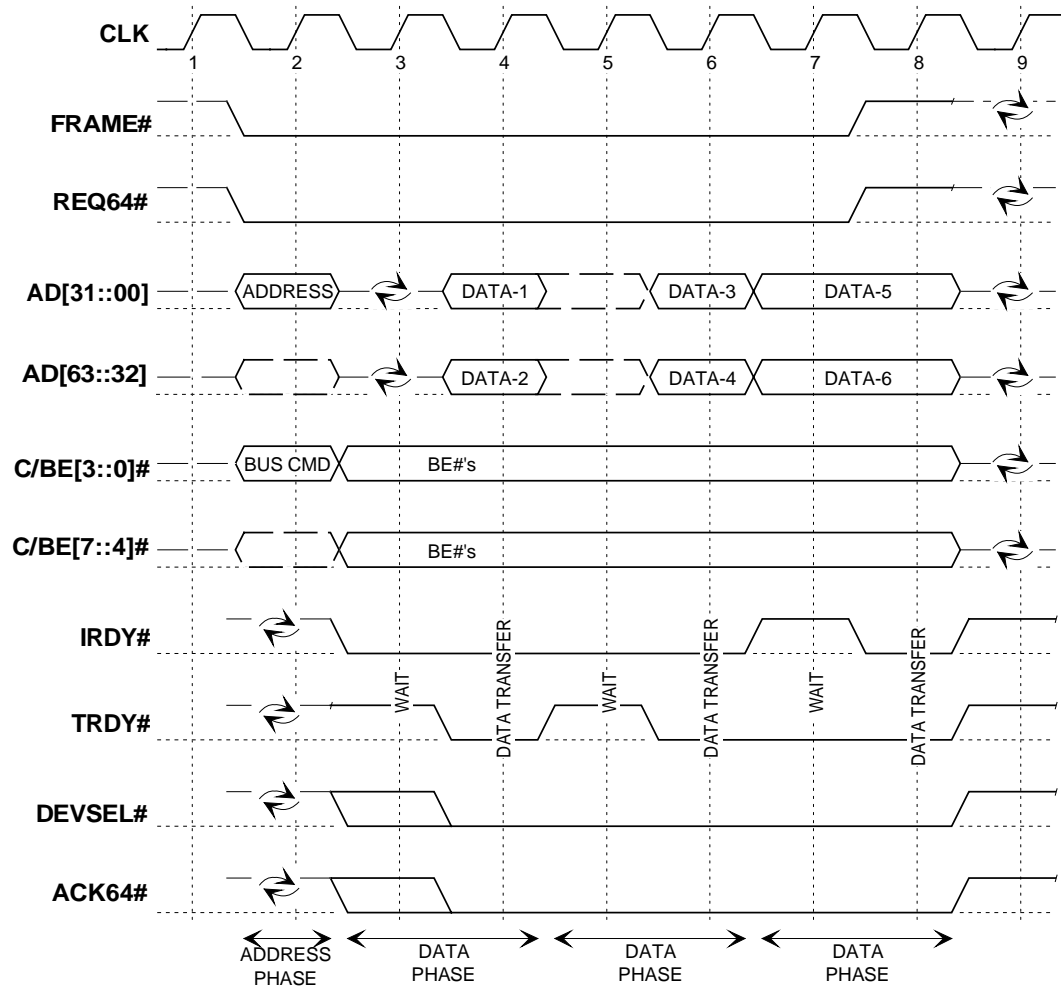 CLK
1 2 3 4 5 6 7 8 9
FRAME#
REQ64#
AD[31::00] ADDRESS DATA-1 DATA-3 DATA-5
AD[63::32] DATA-2 DATA-4 DATA-6
C/BE[3::0]# BUS CMD BE#'s
C/BE[7::4]# BE#'s
IRDY#
WAIT DATA TRANSFER WAIT DATA TRANSFER WAIT DATA TRANSFER
TRDY#
DEVSEL#
ACK64#
ADDRESS DATA DATA DATA
PHASE PHASE PHASE PHASE